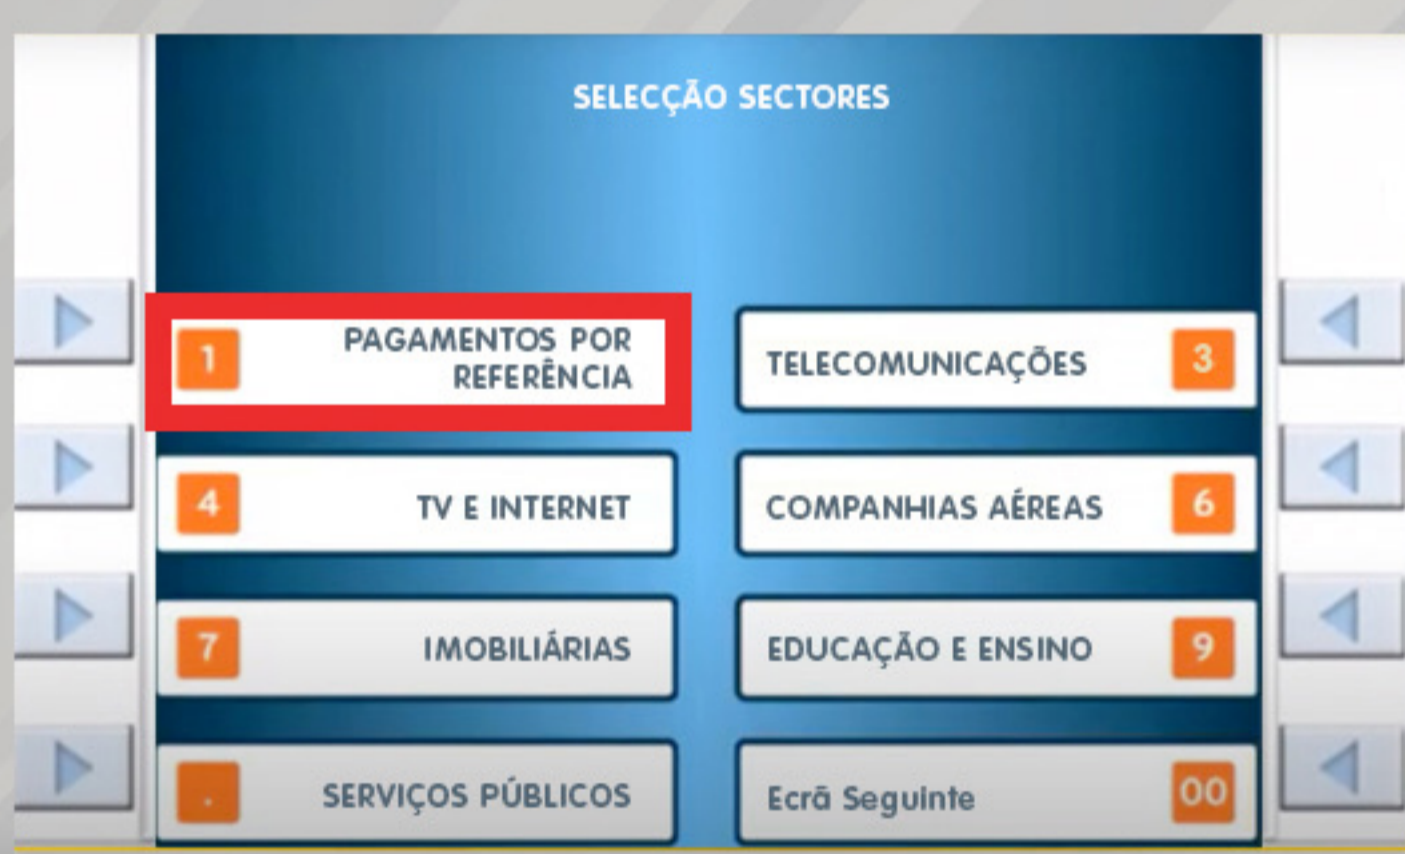 SELECÇÃO SECTORES
1 PAGAMENTOS POR
REFERÊNCIA
TELECOMUNICAÇÕES 3
4 TV E INTERNET
COMPANHIAS AÉREAS 6
7 IMOBILIÁRIAS
EDUCAÇÃO E ENSINO 9
. SERVIÇOS PÚBLICOS
Ecrã Seguinte 00